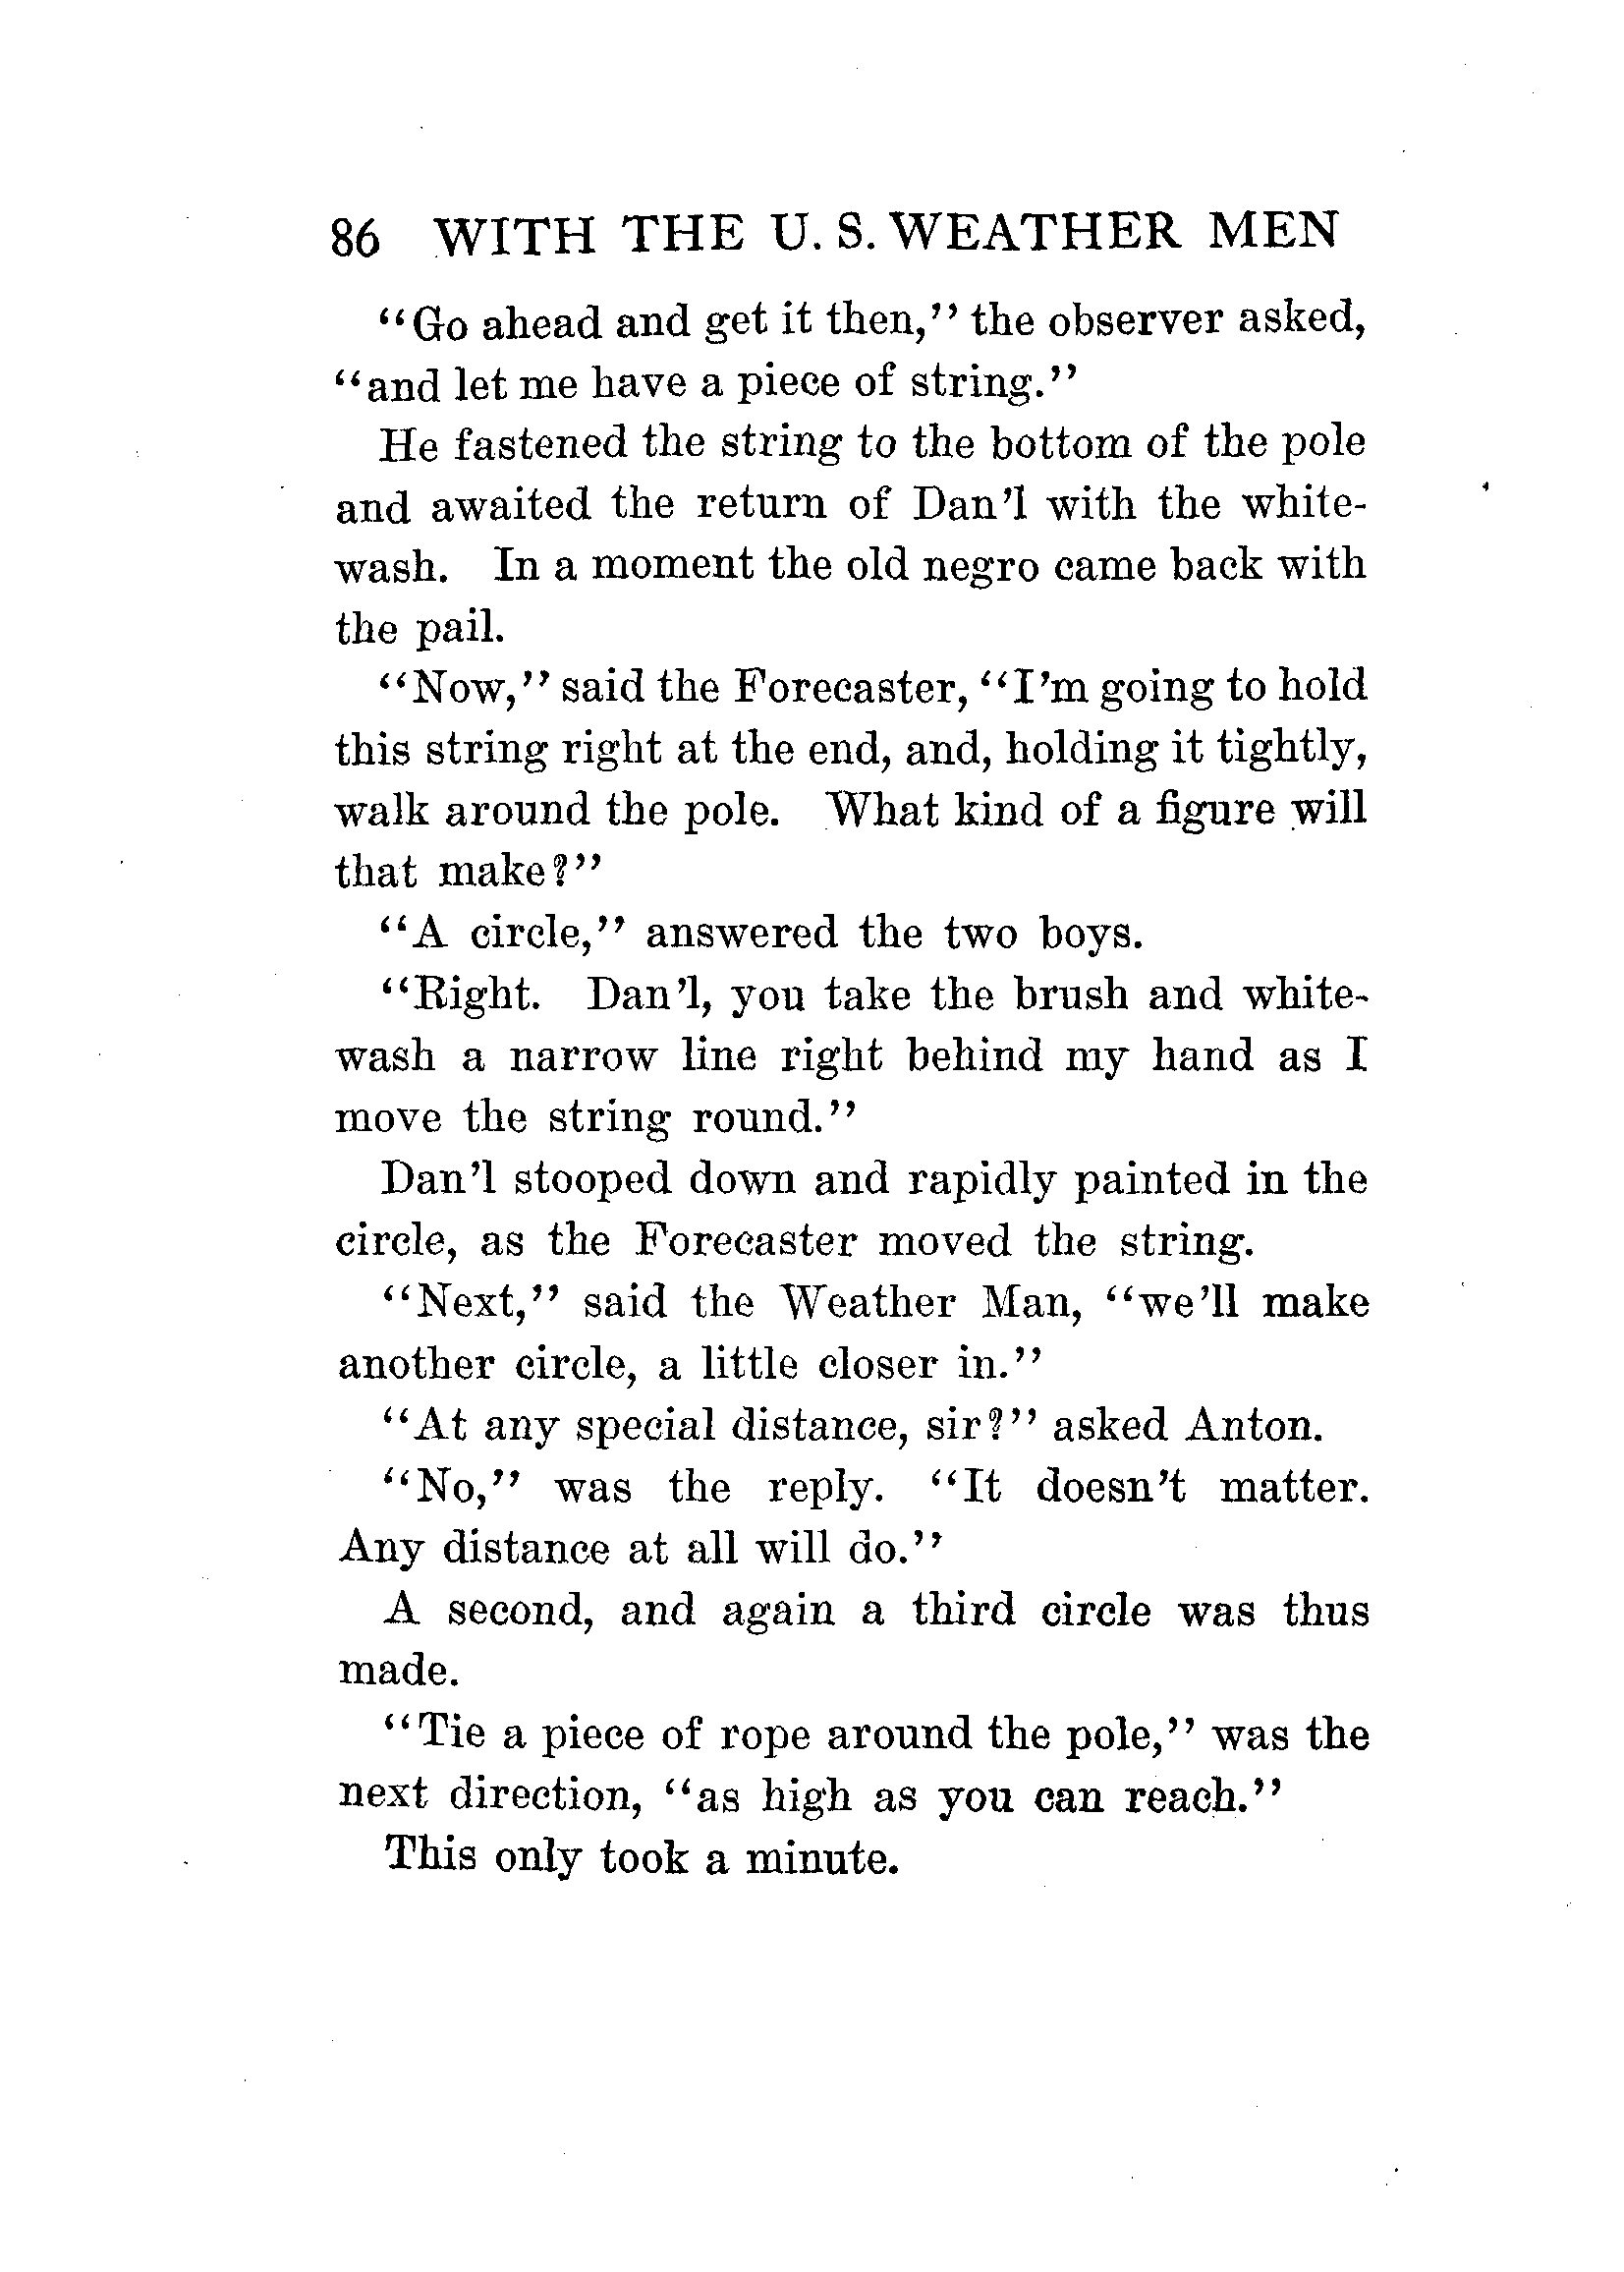 86 WITH THE U. S. WEATHER MEN
“Go ahead and get it then,” the observer asked,
“and let me have a piece of string.”
He fastened the string to the bottom of the pole
and awaited the return of Dan’l with the white-
wash. In a moment the old negro came back with
the pail.
“Now,” said the Forecaster, “I’m going to hold
this string right at the end, and, holding it tightly,
walk around the pole. What kind of a figure will
that make?”
“A circle,” answered the two boys.
“Right. Dan’l, you take the brush and white-
wash a narrow line right behind my hand as I
move the string round.”
Dan’l stooped down and rapidly painted in the
circle, as the Forecaster moved the string.
“Next,” said the Weather Man, “we’ll make
another circle, a little closer in.”
“At any special distance, sir?” asked Anton.
“No,” was the reply. “It doesn’t matter.
Any distance at all will do.”
A second, and again a third circle was thus
made.
“Tie a piece of rope around the pole,” was the
next direction, “as high as you can reach.”
This only took a minute.